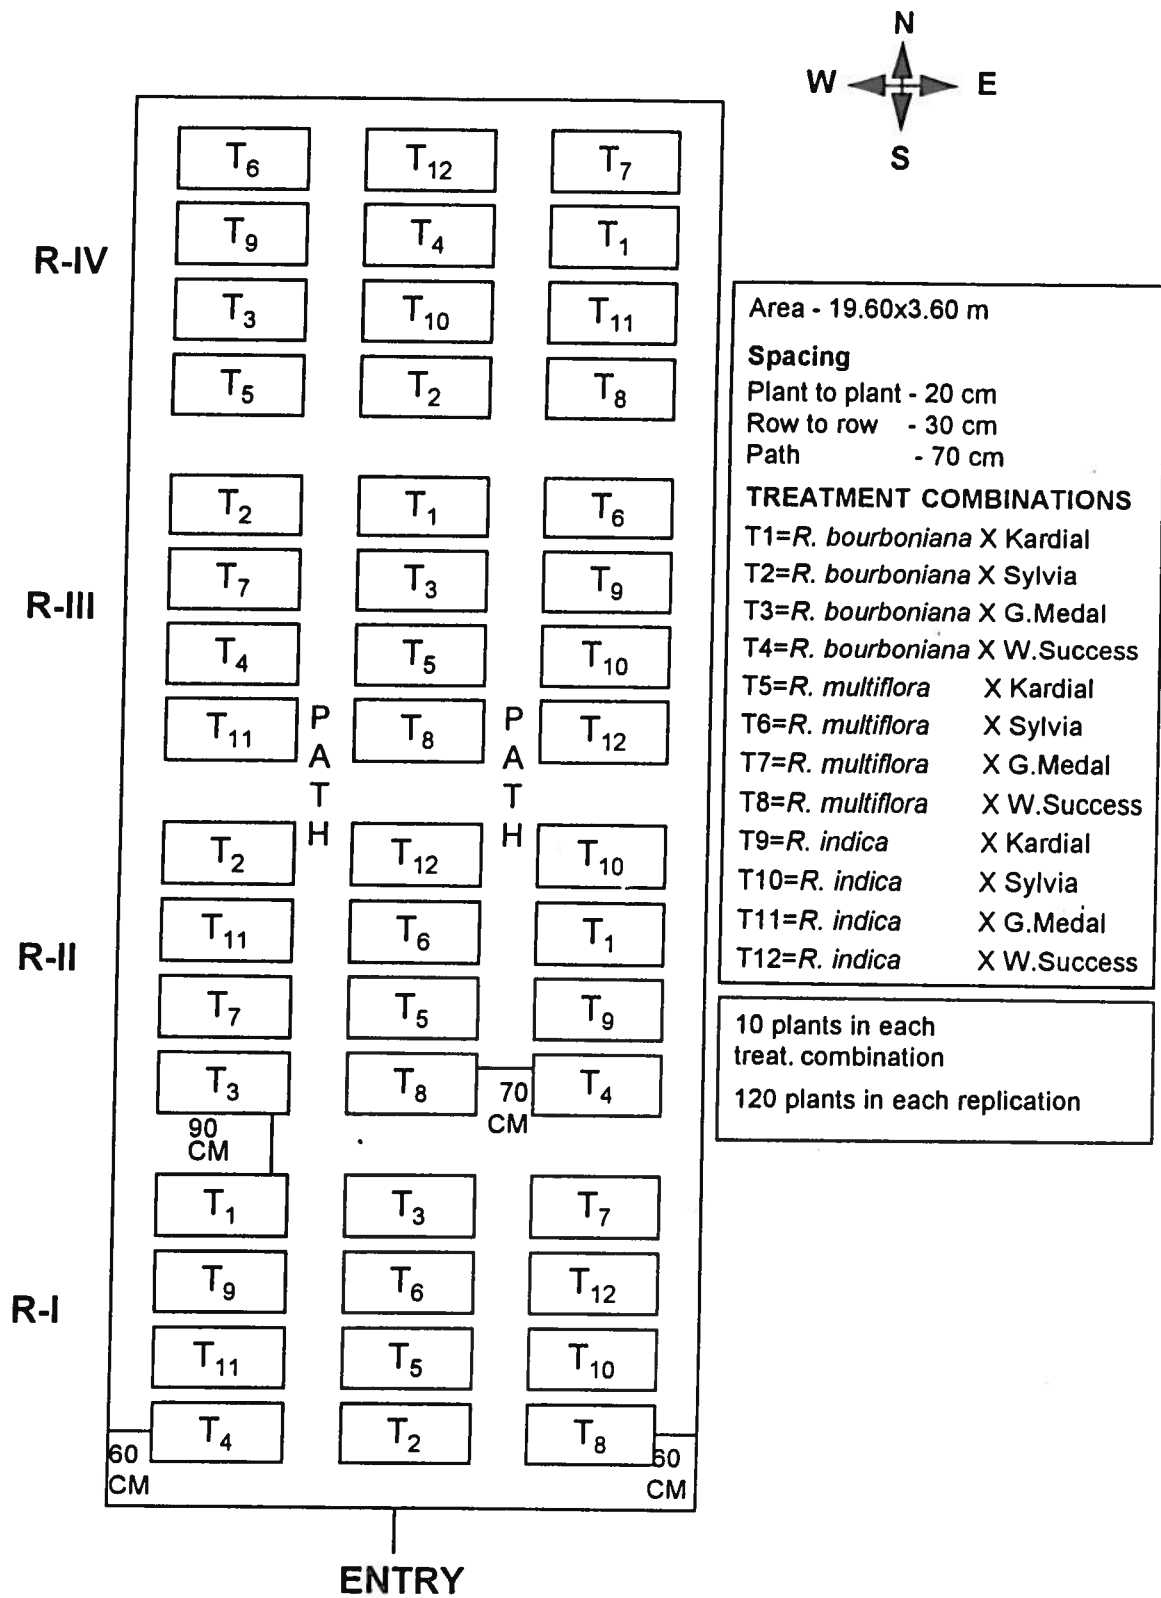 N
W E
S
T6 T12 T7
T9 T4 T1
R-IV
T3 T10 T11
T5 T2 T8
T2 T1 T6
T7 T3 T9
R-III
T4 T5 T10
T11 T8 T12
PATH PATH
T2 T12 T10
T11 T6 T1
R-II
T7 T5 T9
T3 T8 T4
70
CM
90
CM
T1 T3 T7
T9 T6 T12
R-I
T11 T5 T10
T4 T2 T8
60 60
CM CM
ENTRY
Area - 19.60x3.60 m
Spacing
Plant to plant - 20 cm
Row to row - 30 cm
Path - 70 cm
TREATMENT COMBINATIONS
T1=R. bourboniana X Kardial
T2=R. bourboniana X Sylvia
T3=R. bourboniana X G.Medal
T4=R. bourboniana X W.Success
T5=R. multiflora X Kardial
T6=R. multiflora X Sylvia
T7=R. multiflora X G.Medal
T8=R. multiflora X W.Success
T9=R. indica X Kardial
T10=R. indica X Sylvia
T11=R. indica X G.Medal
T12=R. indica X W.Success
10 plants in each
treat. combination
120 plants in each replication